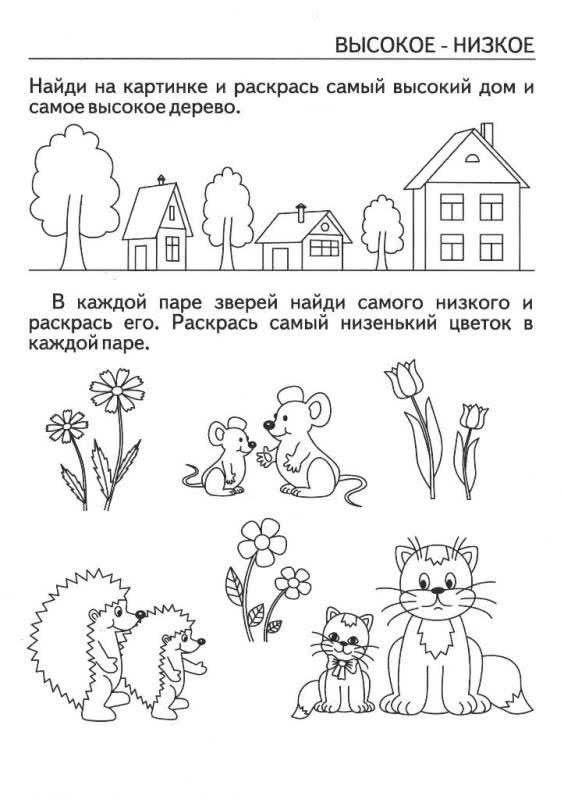 ВЫСОКОЕ - НИЗКОЕ
Найди на картинке и раскрась самый высокий дом и
самое высокое дерево.
В каждой паре зверей найди самого низкого и
раскрась его. Раскрась самый низенький цветок в
каждой паре.